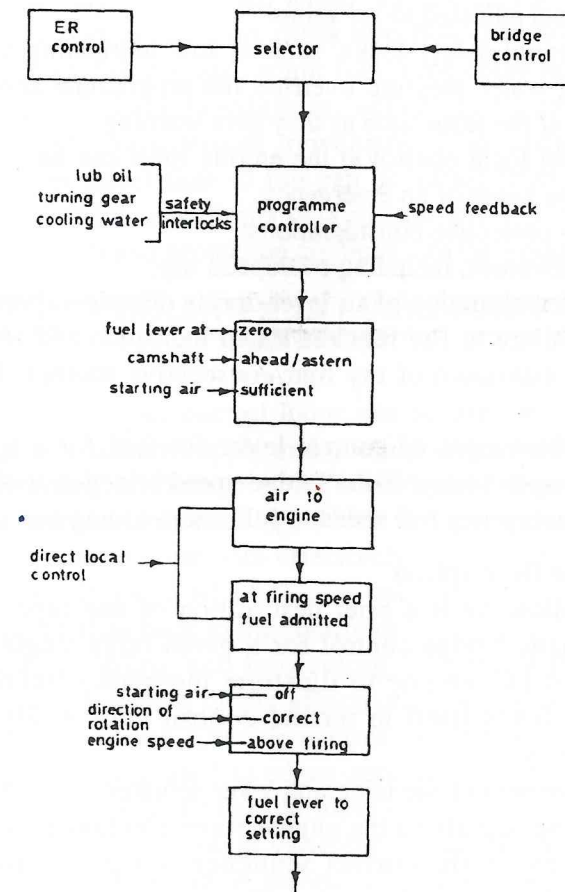 ER
control
selector
bridge
control
lub oil
turning gear
cooling water
safety
interlocks
programme
controller
speed feedback
fuel lever at
zero
camshaft
ahead/astern
starting air
sufficient
air to
engine
direct local
control
at firing speed
fuel admitted
starting air
off
direction of
rotation
correct
engine speed
above firing
fuel lever to
correct
setting